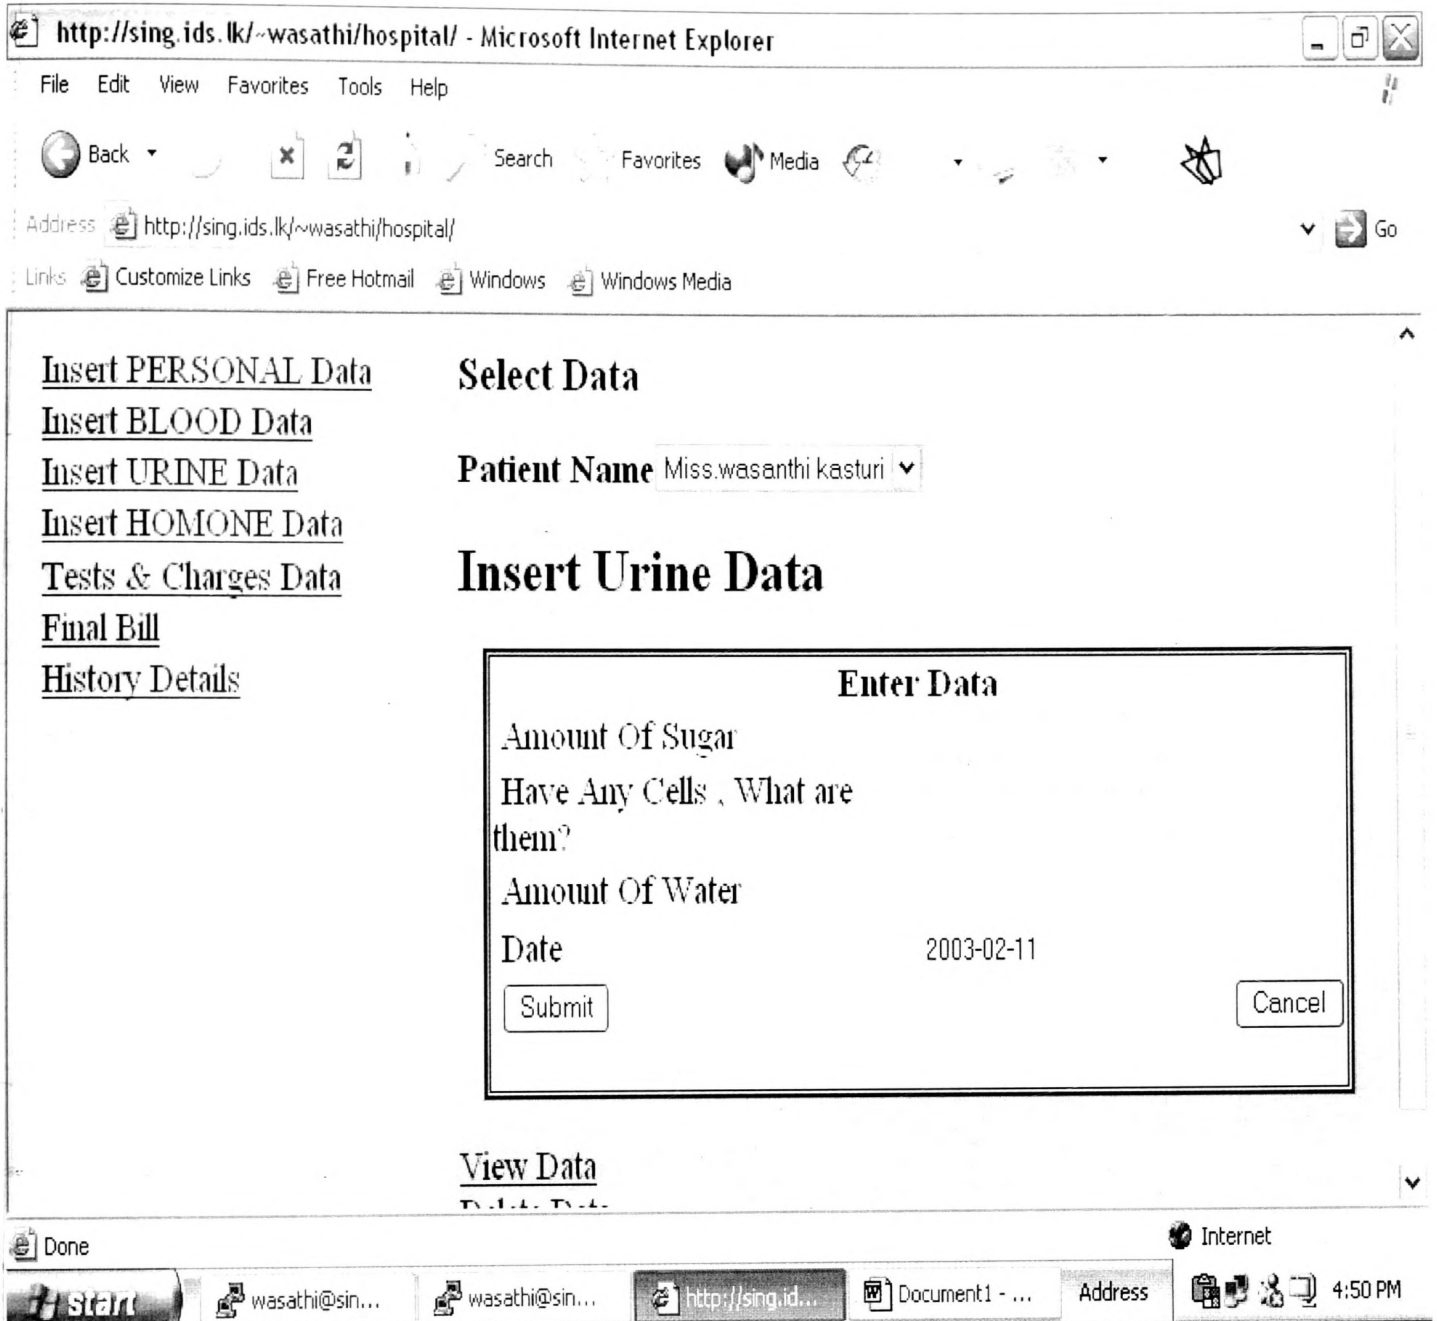 http://sing.ids.lk/~wasathi/hospital/ - Microsoft Internet Explorer
File Edit View Favorites Tools Help
Back Search Favorites Media
Address http://sing.ids.lk/~wasathi/hospital/ Go
Links Customize Links Free Hotmail Windows Windows Media
Insert PERSONAL Data
Insert BLOOD Data
Insert URINE Data
Insert HOMONE Data
Tests & Charges Data
Final Bill
History Details
Select Data
Patient Name Miss.wasanthi kasturi
Insert Urine Data
Enter Data
Amount Of Sugar
Have Any Cells , What are
them?
Amount Of Water
Date 2003-02-11
Submit Cancel
View Data
Delete Data
Done Internet
start wasathi@sin... wasathi@sin... http://sing.id... Document1 - ... Address 4:50 PM